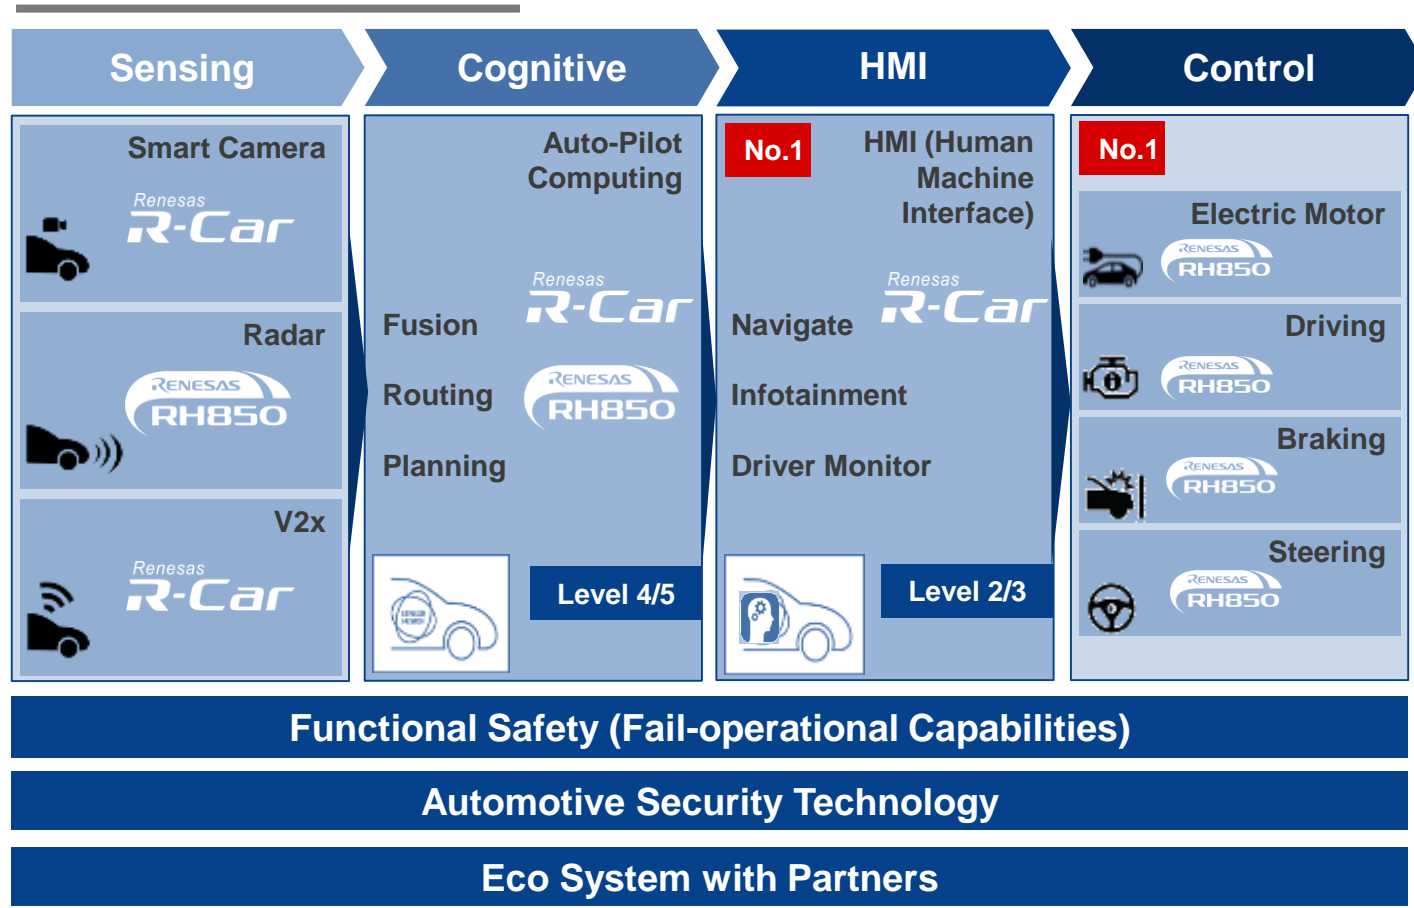 Sensing
Cognitive
HMI
Control
Smart Camera
Renesas
R-Car
Radar
RENESAS
RH850
V2x
Renesas
R-Car
Auto-Pilot
Computing
Renesas
R-Car
Fusion
Routing
Planning
RENESAS
RH850
Level 4/5
No.1
HMI (Human
Machine
Interface)
Renesas
R-Car
Navigate
Infotainment
Driver Monitor
Level 2/3
No.1
Electric Motor
RENESAS
RH850
Driving
RENESAS
RH850
Braking
RENESAS
RH850
Steering
RENESAS
RH850
Functional Safety (Fail-operational Capabilities)
Automotive Security Technology
Eco System with Partners